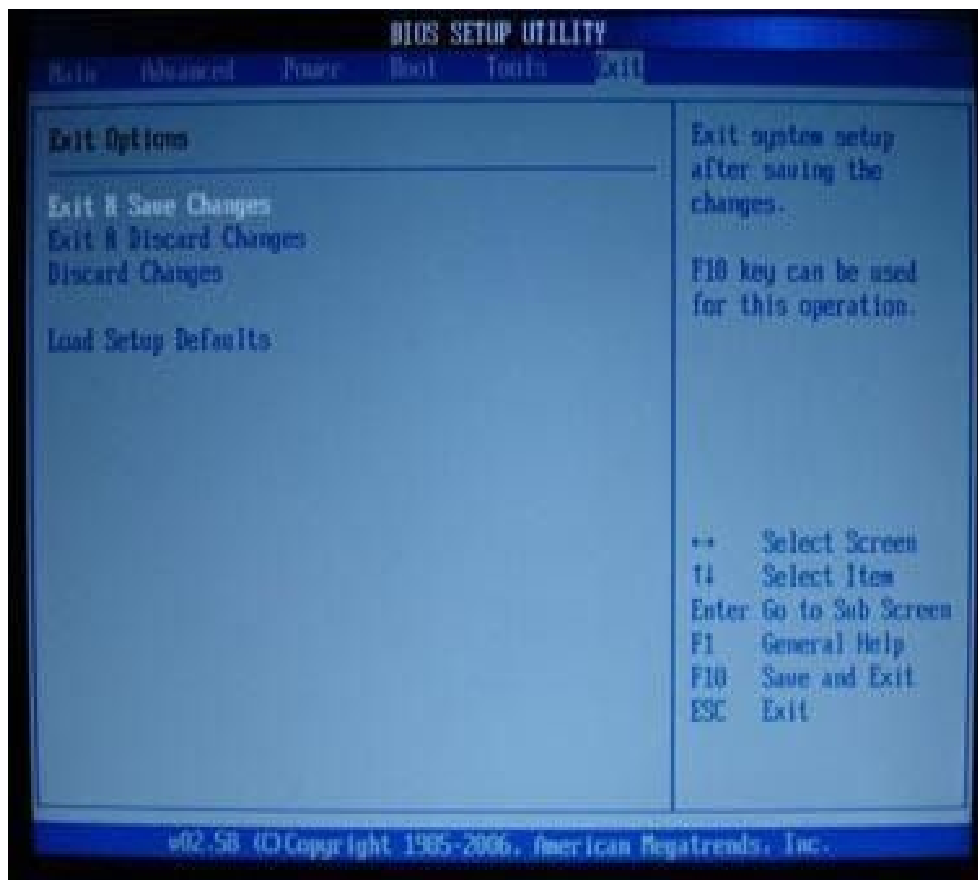 BIOS SETUP UTILITY
Main Advanced Power Boot Tools Exit
Exit Options
Exit & Save Changes
Exit & Discard Changes
Discard Changes
Load Setup Defaults
Exit system setup
after saving the
changes.
F10 key can be used
for this operation.
↔ Select Screen
↑↓ Select Item
Enter Go to Sub Screen
F1 General Help
F10 Save and Exit
ESC Exit
v02.58 (C)Copyright 1985-2006, American Megatrends, Inc.